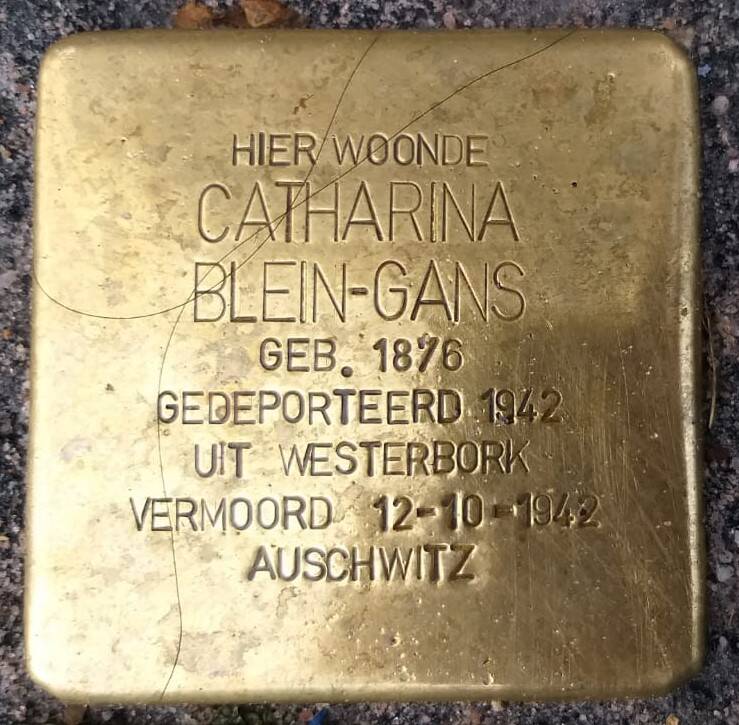 HIER WOONDE
CATHARINA
BLEIN-GANS
GEB. 1876
GEDEPORTEERD 1942
UIT WESTERBORK
VERMOORD 12-10-1942
AUSCHWITZ